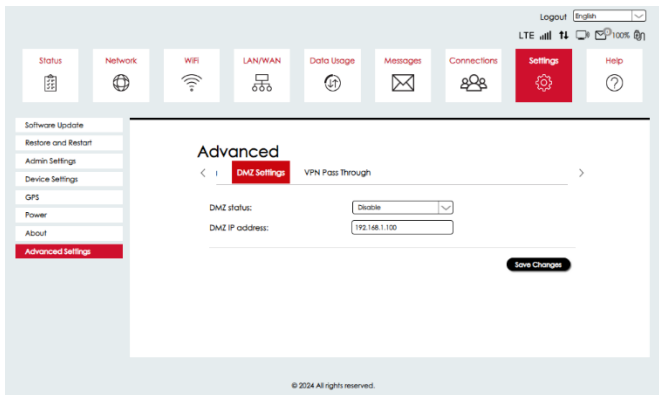 Logout English
LTE 100%
Status Network WiFi LAN/WAN Data Usage Messages Connections Settings Help
Software Update
Restore and Restart
Admin Settings
Device Settings
GPS
Power
About
Advanced Settings
Advanced
DMZ Settings VPN Pass Through
DMZ status: Disable
DMZ IP address: 192.168.1.100
Save Changes
© 2024 All rights reserved.